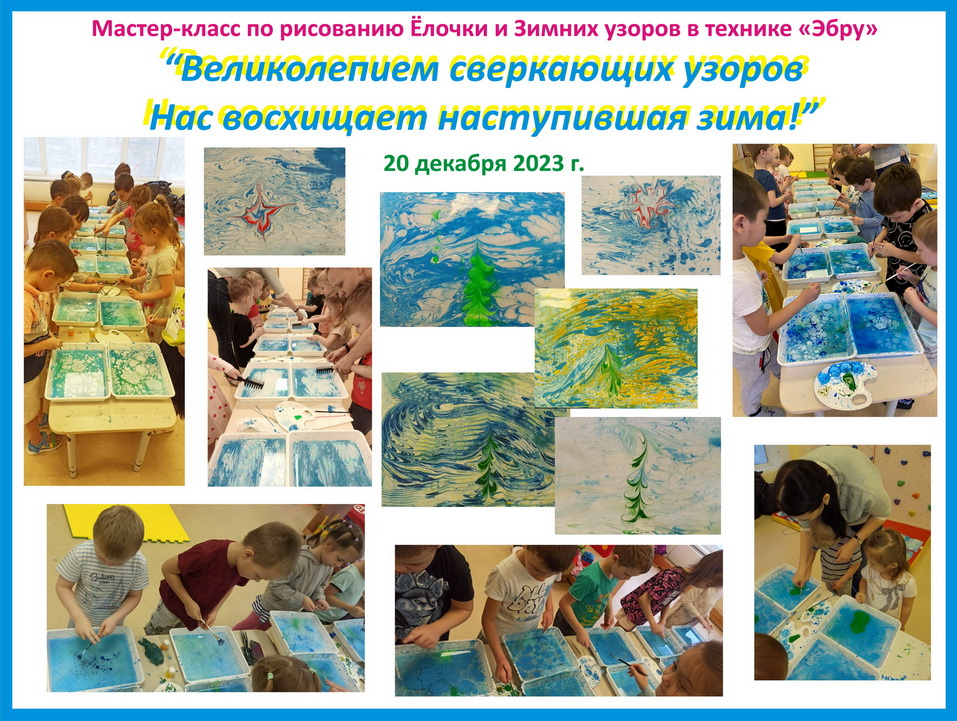 Мастер-класс по рисованию Ёлочки и Зимних узоров в технике «Эбру»
“Великолепием сверкающих узоров
Нас восхищает наступившая зима!”
20 декабря 2023 г.